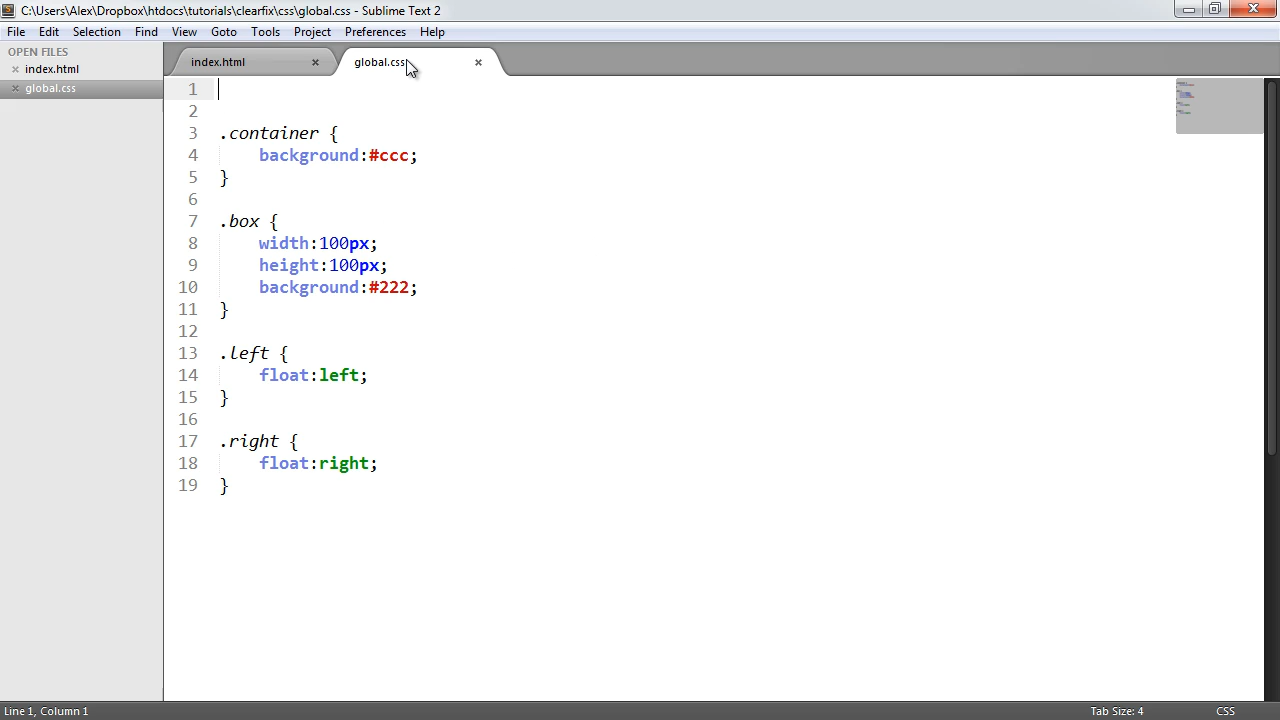 C:\Users\Alex\Dropbox\htdocs\tutorials\clearfix\css\global.css - Sublime Text 2
File Edit Selection Find View Goto Tools Project Preferences Help
OPEN FILES
index.html
global.css
index.html
global.css
1
2
3 .container {
4 background:#ccc;
5 }
6
7 .box {
8 width:100px;
9 height:100px;
10 background:#222;
11 }
12
13 .left {
14 float:left;
15 }
16
17 .right {
18 float:right;
19 }
Line 1, Column 1 Tab Size: 4 CSS